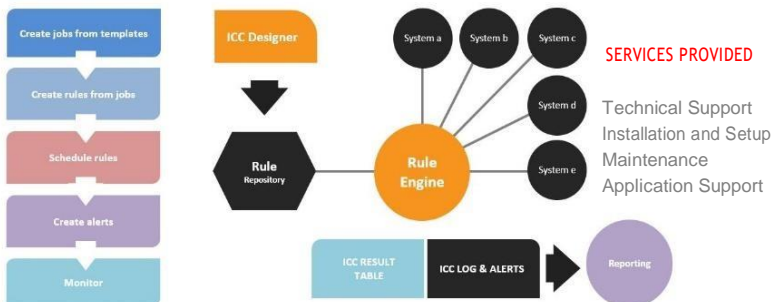 Create jobs from templates
Create rules from jobs
Schedule rules
Create alerts
Monitor
ICC Designer
Rule
Repository
Rule
Engine
System a
System b
System c
System d
System e
ICC RESULT
TABLE
ICC LOG & ALERTS
Reporting
SERVICES PROVIDED
Technical Support
Installation and Setup
Maintenance
Application Support